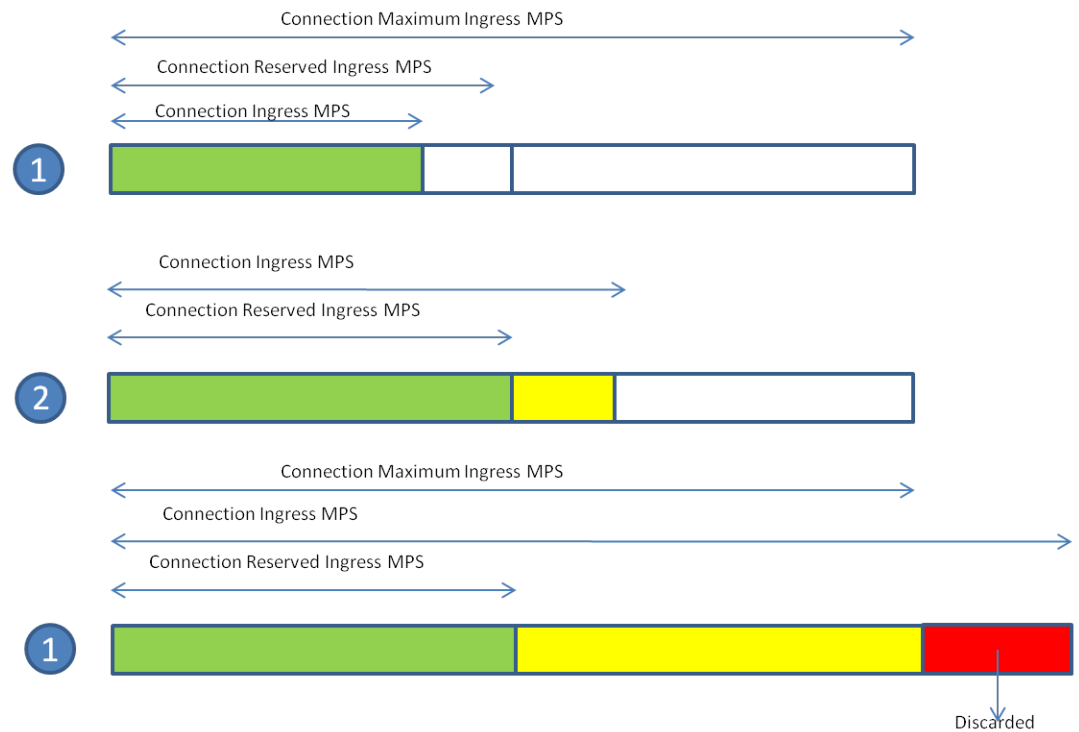 Connection Maximum Ingress MPS
Connection Reserved Ingress MPS
Connection Ingress MPS
1
Connection Ingress MPS
Connection Reserved Ingress MPS
2
Connection Maximum Ingress MPS
Connection Ingress MPS
Connection Reserved Ingress MPS
1
Discarded